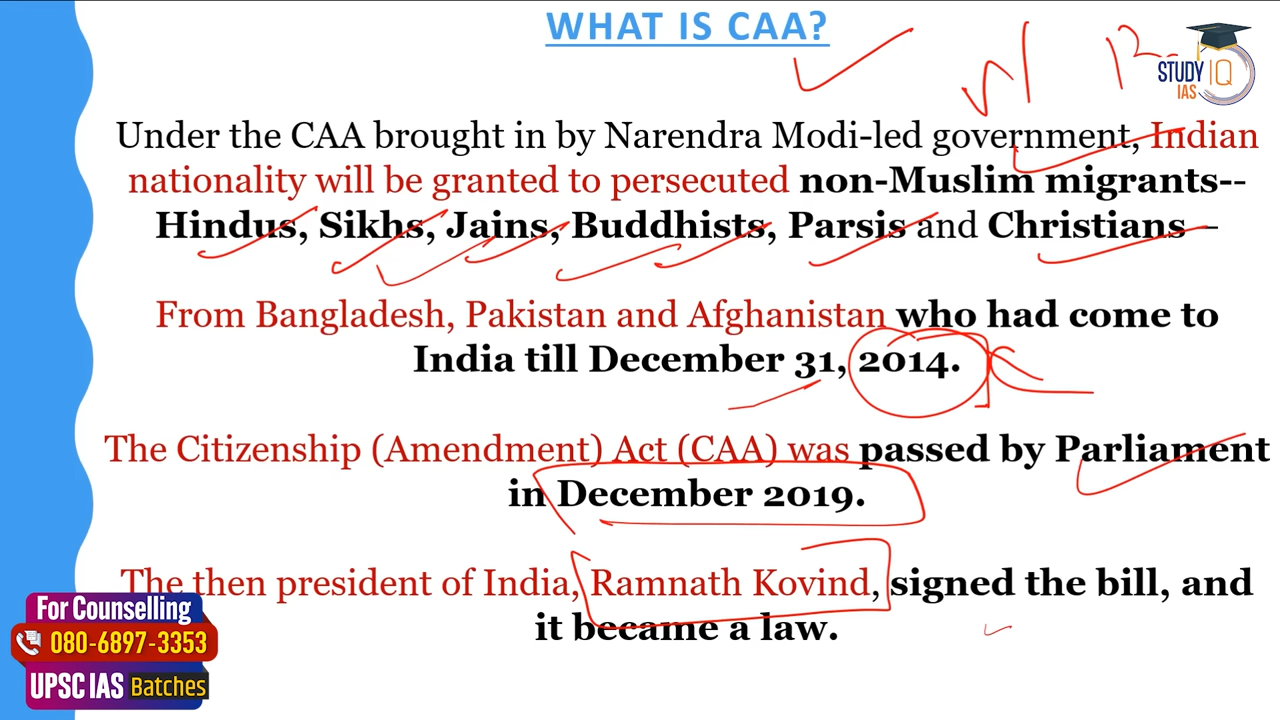 WHAT IS CAA?
STUDY IQ
IAS
Under the CAA brought in by Narendra Modi-led government, Indian
nationality will be granted to persecuted non-Muslim migrants--
Hindus, Sikhs, Jains, Buddhists, Parsis and Christians –
From Bangladesh, Pakistan and Afghanistan who had come to
India till December 31, 2014.
The Citizenship (Amendment) Act (CAA) was passed by Parliament
in December 2019.
The then president of India, Ramnath Kovind, signed the bill, and
it became a law.
For Counselling
080-6897-3353
UPSC IAS Batches